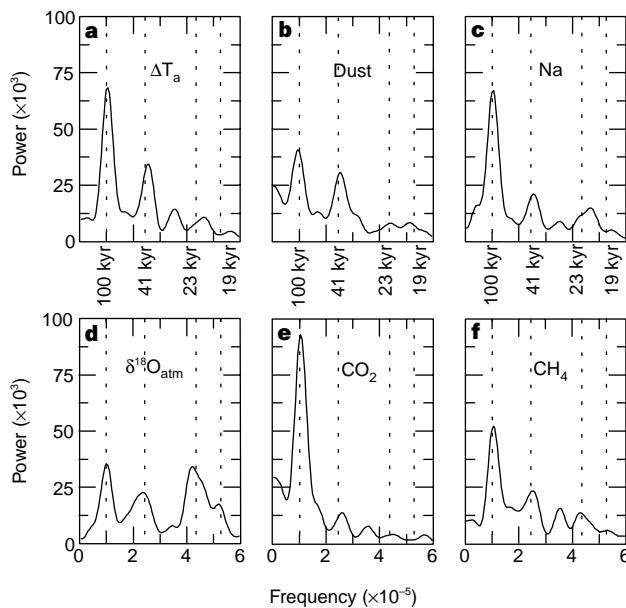 100
a
b
c
ΔTₐ
Dust
Na
75
Power (×10³)
50
25
0
100 kyr
41 kyr
23 kyr
19 kyr
100 kyr
41 kyr
23 kyr
19 kyr
100 kyr
41 kyr
23 kyr
19 kyr
100
d
e
f
δ¹⁸Oatm
CO₂
CH₄
75
Power (×10³)
50
25
0
0 2 4 6
0 2 4 6
0 2 4 6
Frequency (×10⁻⁵)